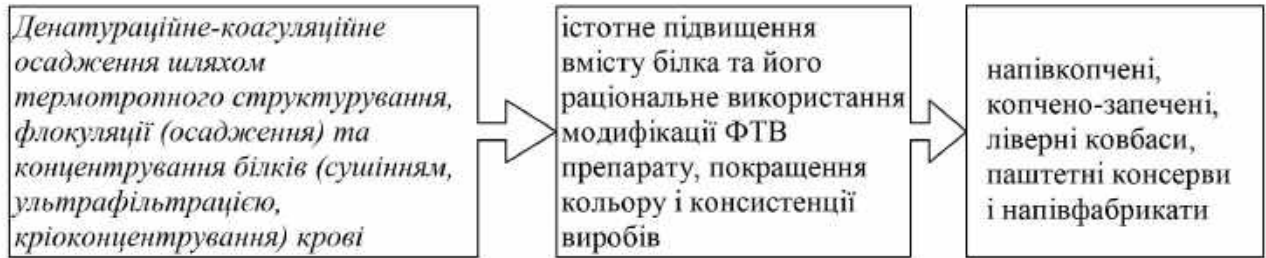 Денатураційне-коагуляційне
осадження шляхом
термотропного структурування,
флокуляції (осадження) та
концентрування білків (сушінням,
ультрафільтрацією,
кріоконцентрування) крові
істотне підвищення
вмісту білка та його
раціональне використання
модифікації ФТВ
препарату, покращення
кольору і консистенції
виробів
напівкопчені,
копчено-запечені,
ліверні ковбаси,
паштетні консерви
і напівфабрикати